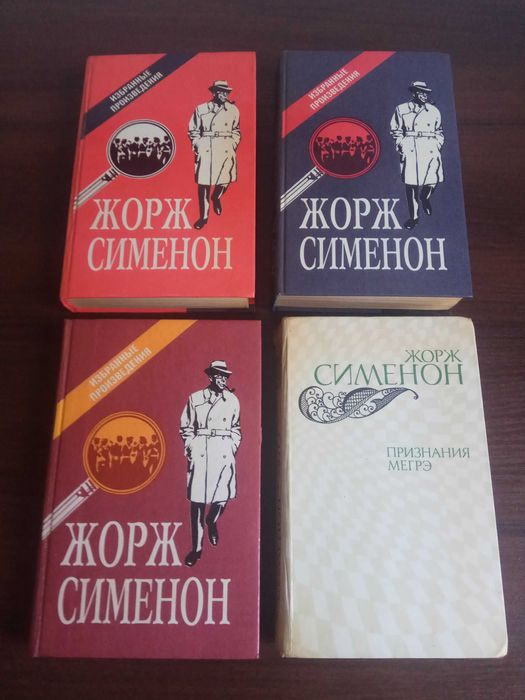 ИЗБРАННЫЕ
ПРОИЗВЕДЕНИЯ
ЖОРЖ
СИМЕНОН
ИЗБРАННЫЕ
ПРОИЗВЕДЕНИЯ
ЖОРЖ
СИМЕНОН
ИЗБРАННЫЕ
ПРОИЗВЕДЕНИЯ
ЖОРЖ
СИМЕНОН
ЖОРЖ
СИМЕНОН
ПРИЗНАНИЯ
МЕГРЭ